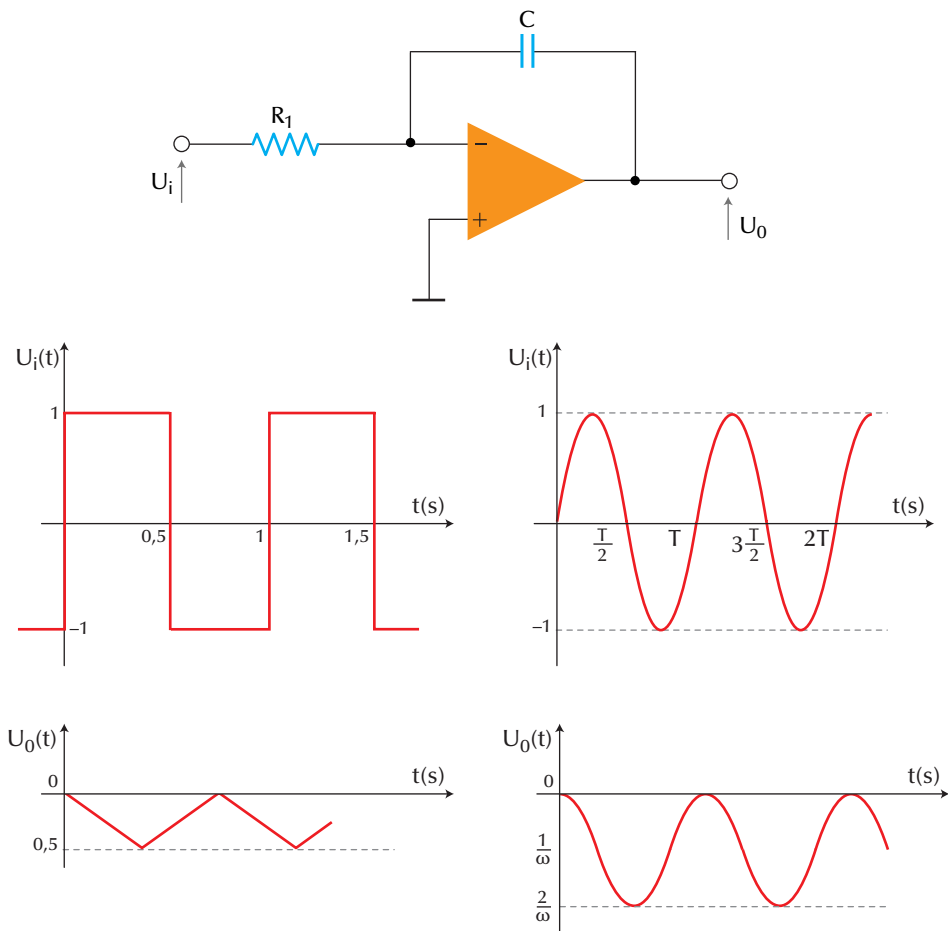 C
R₁
−
Uᵢ
+
U₀
Uᵢ(t)
1
t(s)
0,5
1
1,5
–1
Uᵢ(t)
1
t(s)
T/2
T
3 T/2
2T
–1
U₀(t)
0
t(s)
0,5
U₀(t)
0
t(s)
1/ω
2/ω